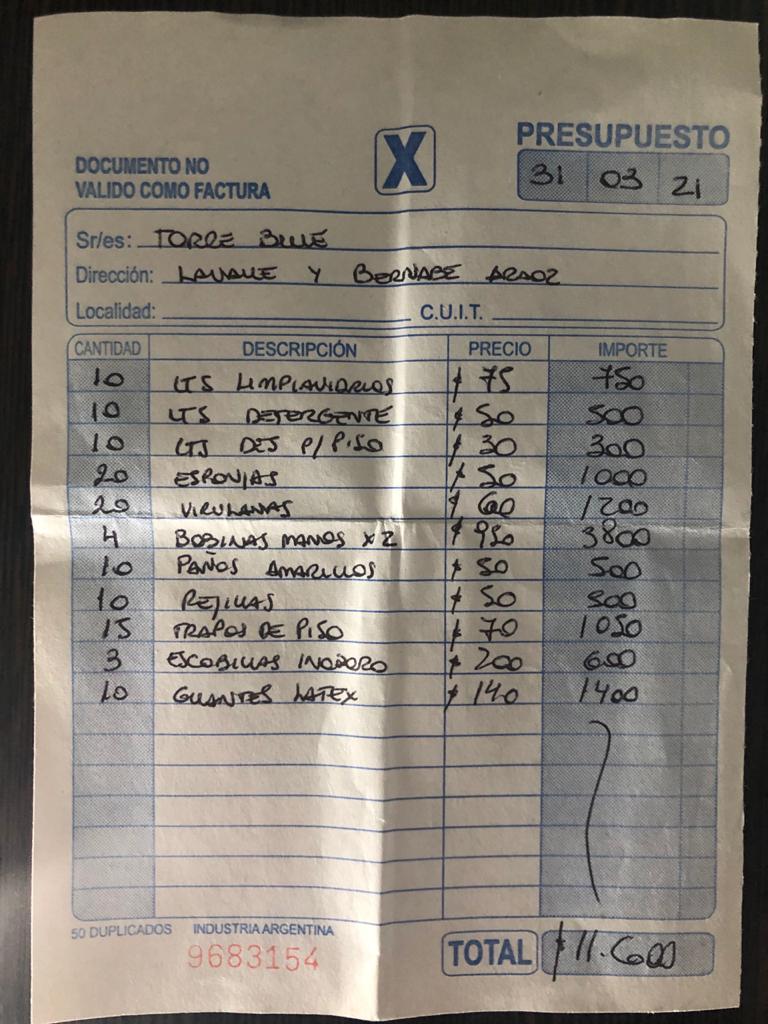 PRESUPUESTO
DOCUMENTO NO
VALIDO COMO FACTURA
X
31 03 21
Sr/es: TORRE BLUE
Dirección: LAVALLE Y BERNABE ARAOZ
Localidad: C.U.I.T.
CANTIDAD DESCRIPCIÓN PRECIO IMPORTE
10 LTS LIMPIAVIDRIOS $ 75 750
10 LTS DETERGENTE $ 50 500
10 LTS DES P/PISO $ 30 300
20 ESPONJAS $ 50 1000
20 VIRULANAS $ 60 1200
4 BOBINAS MANOS X2 $ 950 3800
10 PAÑOS AMARILLOS $ 50 500
10 REJILLAS $ 50 500
15 TRAPOS DE PISO $ 70 1050
3 ESCOBILLAS INODORO $ 200 600
10 GUANTES LATEX $ 140 1400
50 DUPLICADOS INDUSTRIA ARGENTINA
9683154
TOTAL $ 11.600